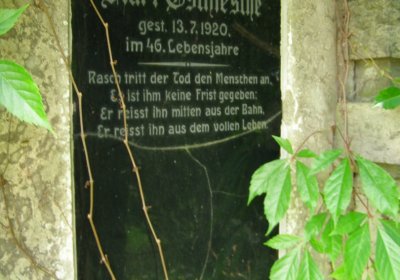 gest. 13.7.1920,
im 46. Lebensjahre
Rasch tritt der Tod den Menschen an,
Es ist ihm keine Frist gegeben:
Er reisst ihn mitten aus der Bahn,
Er reisst ihn aus dem vollen Leben.